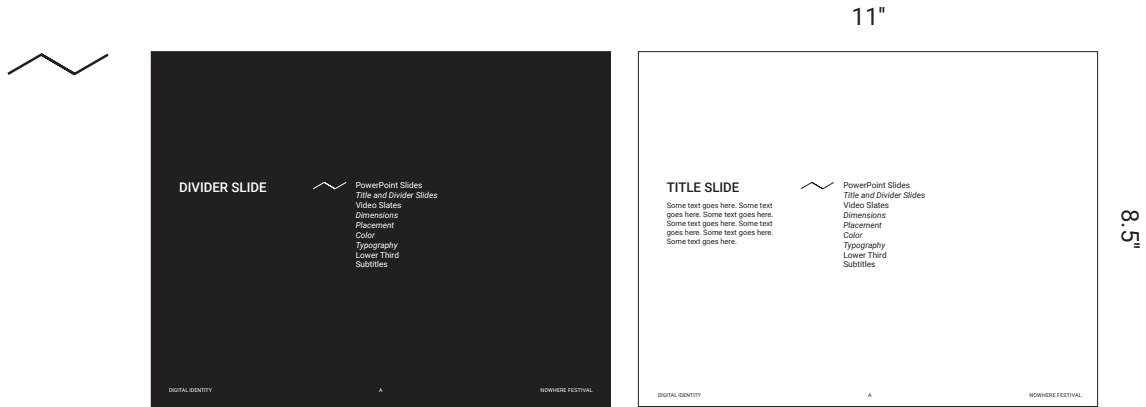 11"
DIVIDER SLIDE
PowerPoint Slides
Title and Divider Slides
Video Slates
Dimensions
Placement
Color
Typography
Lower Third
Subtitles
DIGITAL IDENTITY
A
NOWHERE FESTIVAL
TITLE SLIDE
Some text goes here. Some text
goes here. Some text goes here.
Some text goes here. Some text
goes here. Some text goes here.
Some text goes here.
PowerPoint Slides
Title and Divider Slides
Video Slates
Dimensions
Placement
Color
Typography
Lower Third
Subtitles
DIGITAL IDENTITY
A
NOWHERE FESTIVAL
8.5"